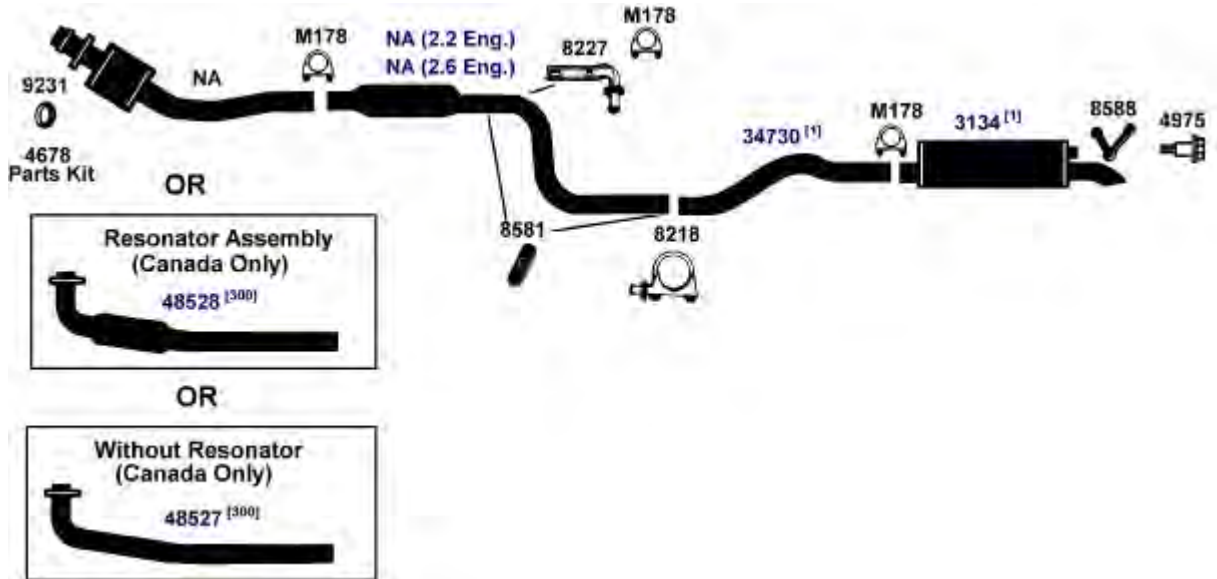 M178
NA (2.2 Eng.)
NA (2.6 Eng.)
8227
M178
9231
NA
4678
Parts Kit
34730 [1]
M178
3134 [1]
8588
4975
8581
8218
OR
Resonator Assembly
(Canada Only)
48528 [300]
OR
Without Resonator
(Canada Only)
48527 [300]